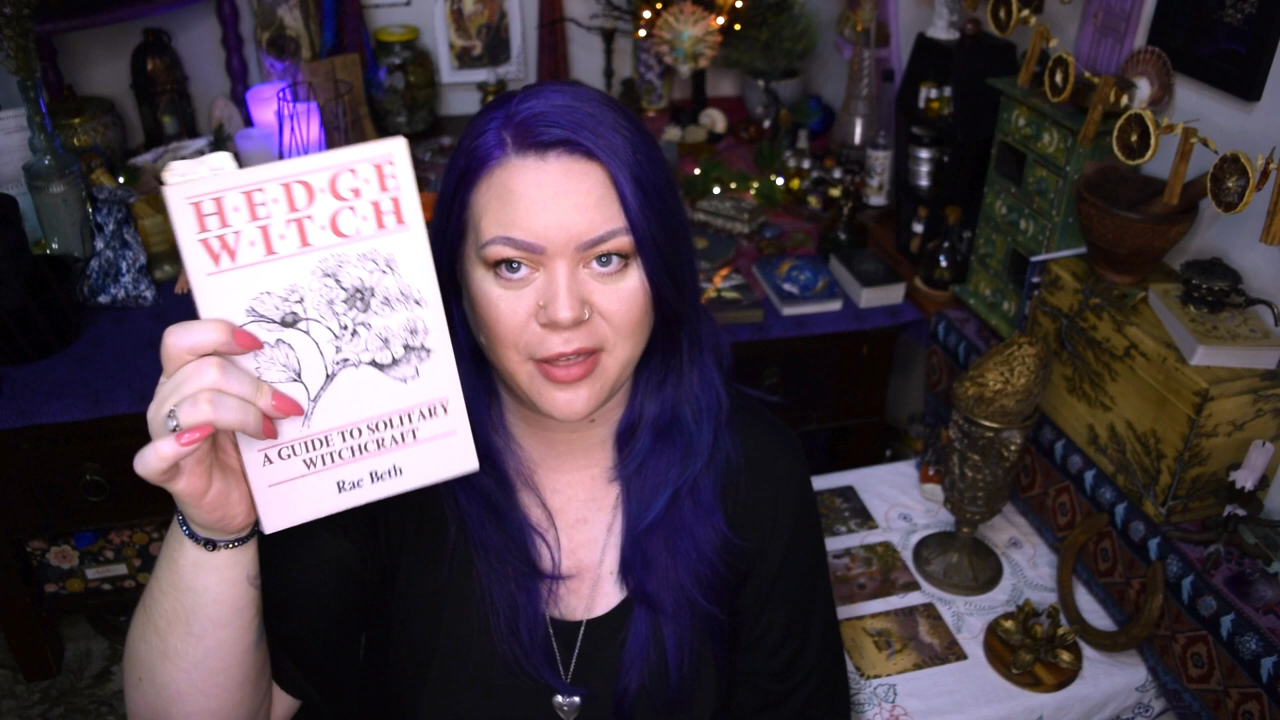 H·E·D·G·E
W·I·T·C·H
A GUIDE TO SOLITARY
WITCHCRAFT
Rae Beth